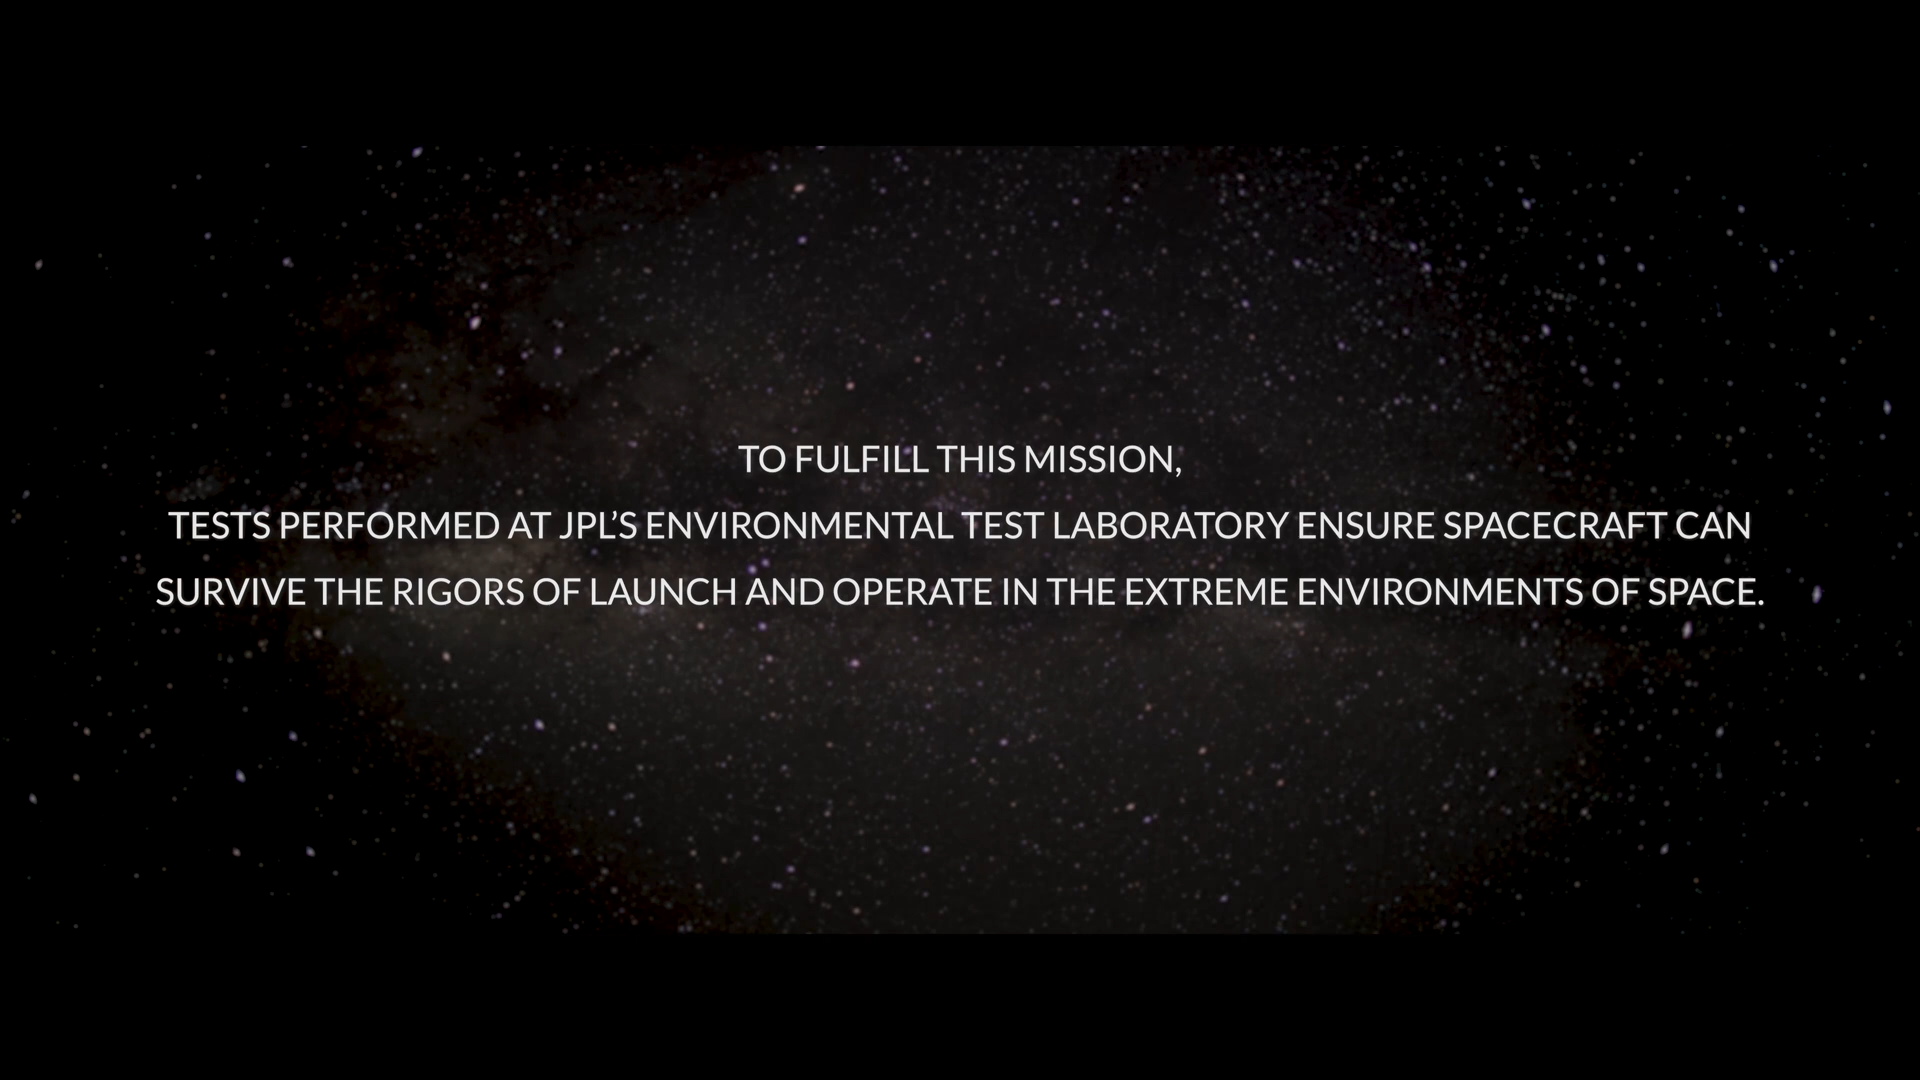 TO FULFILL THIS MISSION,
TESTS PERFORMED AT JPL’S ENVIRONMENTAL TEST LABORATORY ENSURE SPACECRAFT CAN
SURVIVE THE RIGORS OF LAUNCH AND OPERATE IN THE EXTREME ENVIRONMENTS OF SPACE.